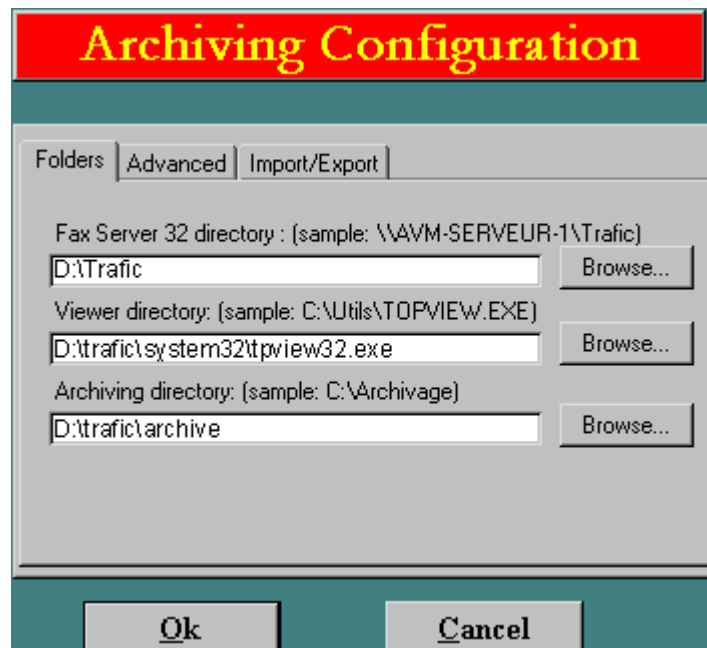 Archiving Configuration
Folders Advanced Import/Export
Fax Server 32 directory : (sample: \\AVM-SERVEUR-1\Trafic)
D:\Trafic Browse...
Viewer directory: (sample: C:\Utils\TOPVIEW.EXE)
D:\trafic\system32\tpview32.exe Browse...
Archiving directory: (sample: C:\Archivage)
D:\trafic\archive Browse...
Ok Cancel